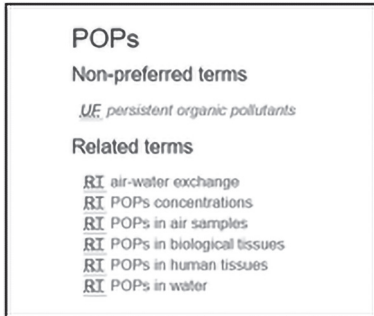 POPs
Non-preferred terms
UF persistent organic pollutants
Related terms
RT air-water exchange
RT POPs concentrations
RT POPs in air samples
RT POPs in biological tissues
RT POPs in human tissues
RT POPs in water